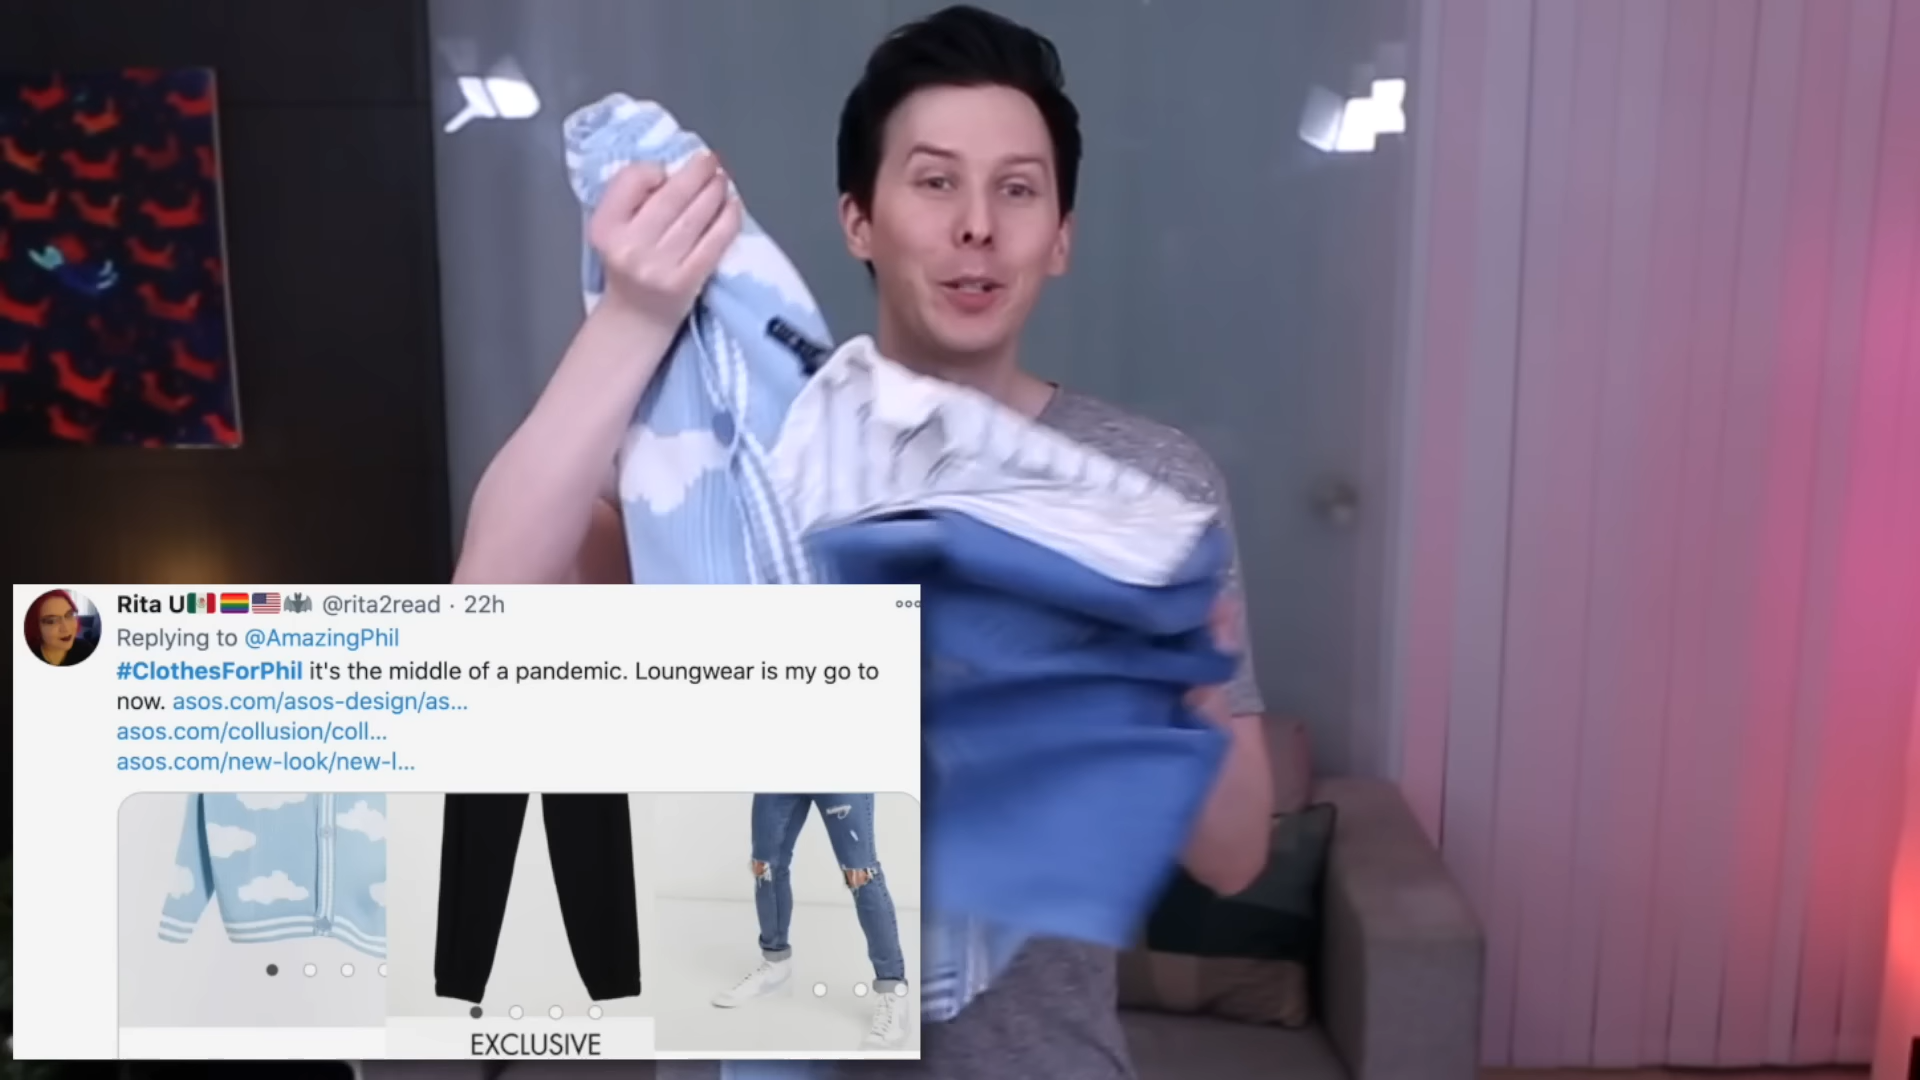 Rita U🇲🇽🏳️‍🌈🇺🇸🦇 @rita2read · 22h
Replying to @AmazingPhil
#ClothesForPhil it's the middle of a pandemic. Loungwear is my go to
now. asos.com/asos-design/as...
asos.com/collusion/coll...
asos.com/new-look/new-l...
EXCLUSIVE